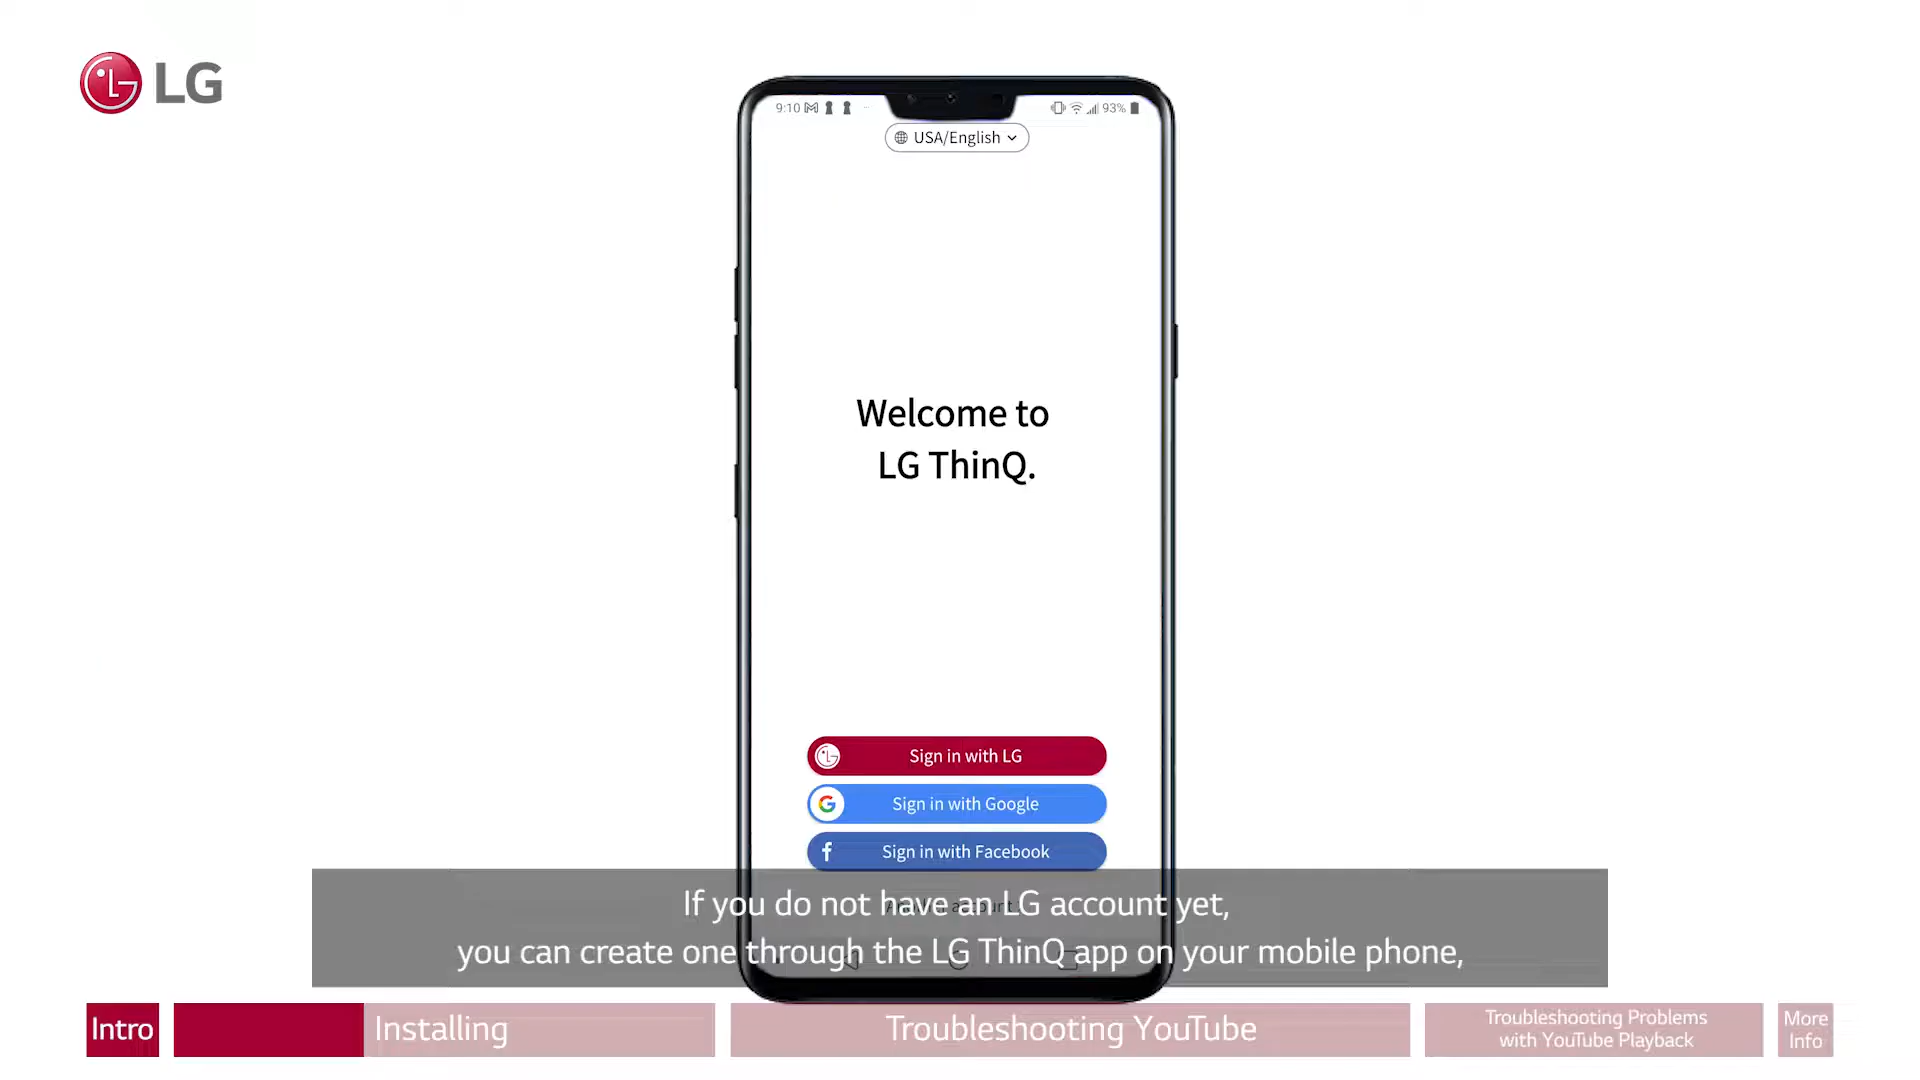 LG
9:10
93%
USA/English
Welcome to
LG ThinQ.
Sign in with LG
Sign in with Google
Sign in with Facebook
If you do not have an LG account yet,
you can create one through the LG ThinQ app on your mobile phone,
Intro
Installing
Troubleshooting YouTube
Troubleshooting Problems
with YouTube Playback
More
Info